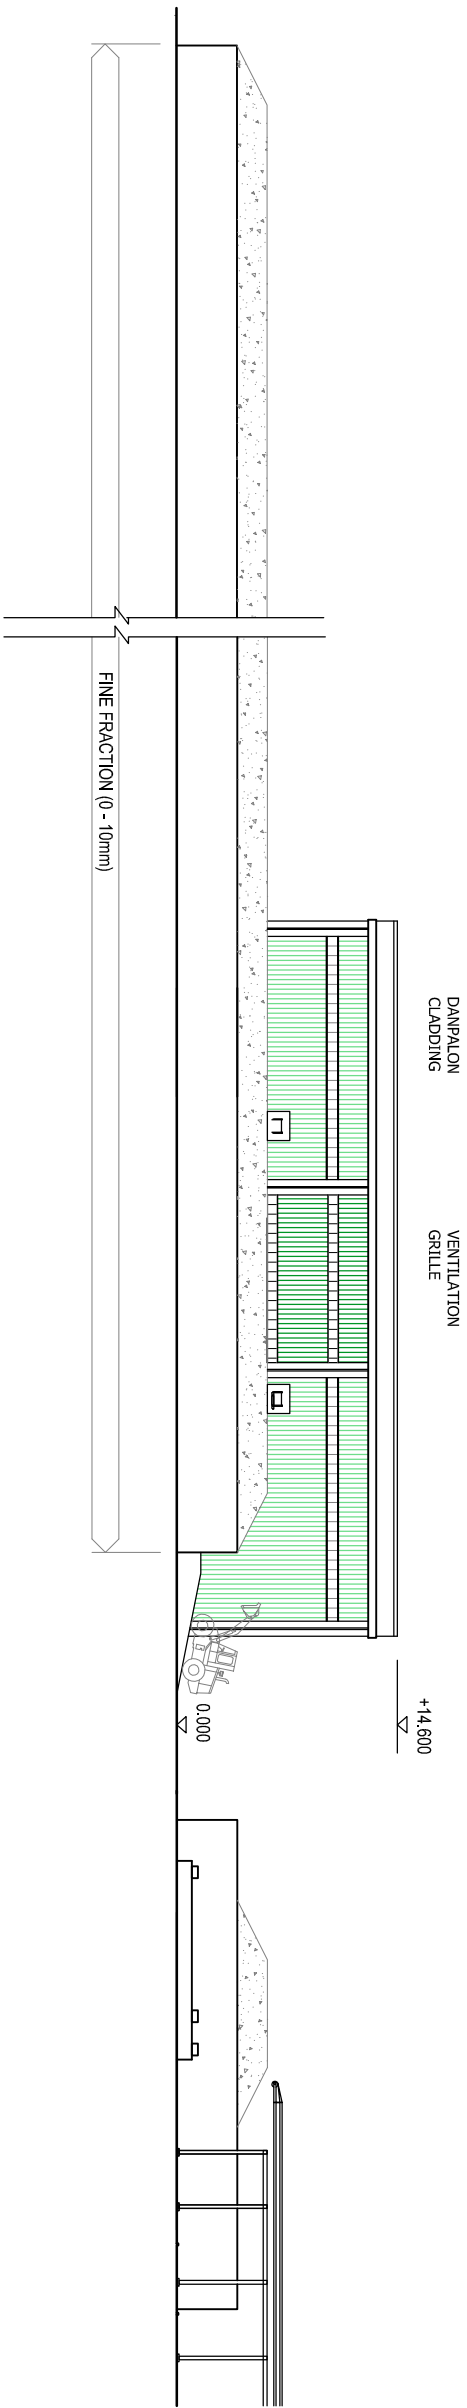 DANPALON
CLADDING
VENTILATION
GRILLE
+14.600
0.000
FINE FRACTION (0 - 10mm)